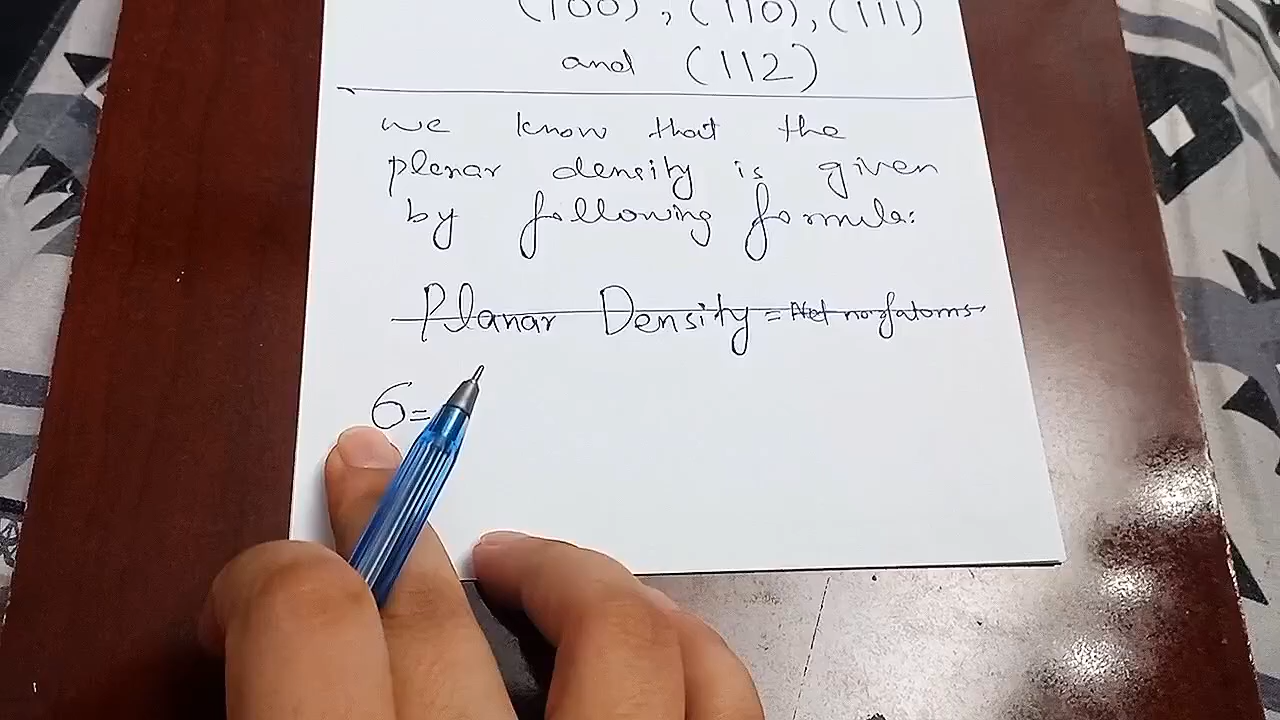 (100), (110), (111)
and (112)
we know that the
planar density is given
by following formula:
Planar Density = Net no. of atoms
6=